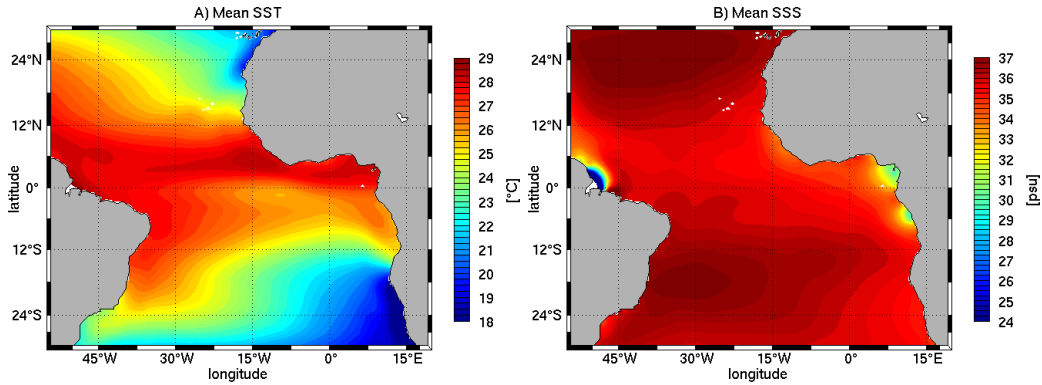 A) Mean SST
24°N
12°N
0°
12°S
24°S
latitude
45°W
30°W
15°W
0°
15°E
longitude
29
28
27
26
25
24
23
22
21
20
19
18
[°C]
B) Mean SSS
24°N
12°N
0°
12°S
24°S
latitude
45°W
30°W
15°W
0°
15°E
longitude
37
36
35
34
33
32
31
30
29
28
27
26
25
24
[psu]